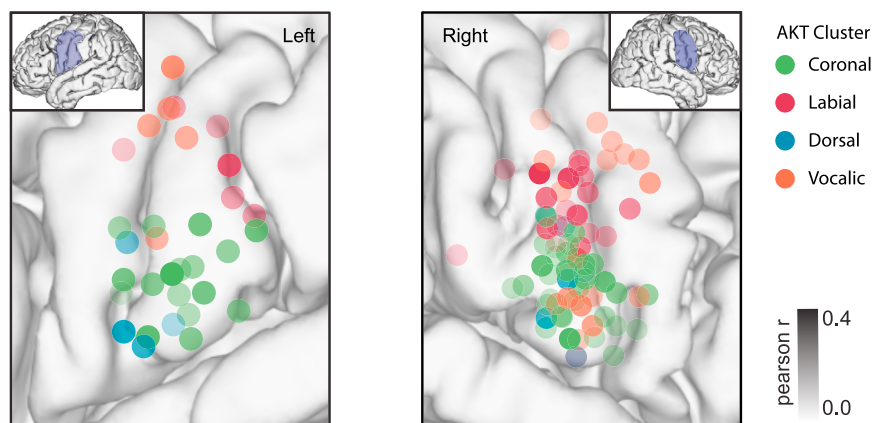 Left
Right
AKT Cluster
Coronal
Labial
Dorsal
Vocalic
pearson r
0.4
0.0